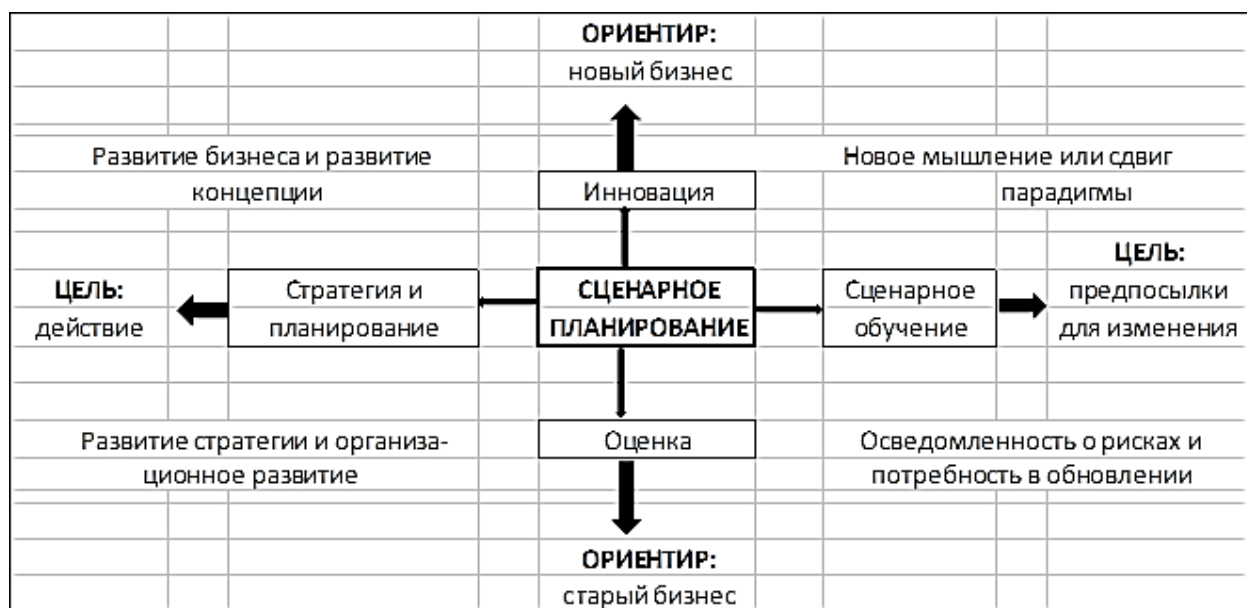 ОРИЕНТИР:
новый бизнес
Развитие бизнеса и развитие
концепции
Инновация
Новое мышление или сдвиг
парадигмы
ЦЕЛЬ:
действие
Стратегия и
планирование
СЦЕНАРНОЕ
ПЛАНИРОВАНИЕ
Сценарное
обучение
ЦЕЛЬ:
предпосылки
для изменения
Развитие стратегии и организа-
ционное развитие
Оценка
Осведомленность о рисках и
потребность в обновлении
ОРИЕНТИР:
старый бизнес